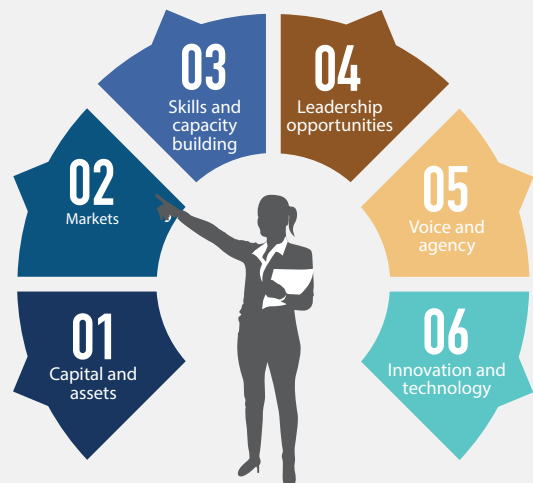 01
Capital and
assets
02
Markets
03
Skills and
capacity
building
04
Leadership
opportunities
05
Voice and
agency
06
Innovation and
technology